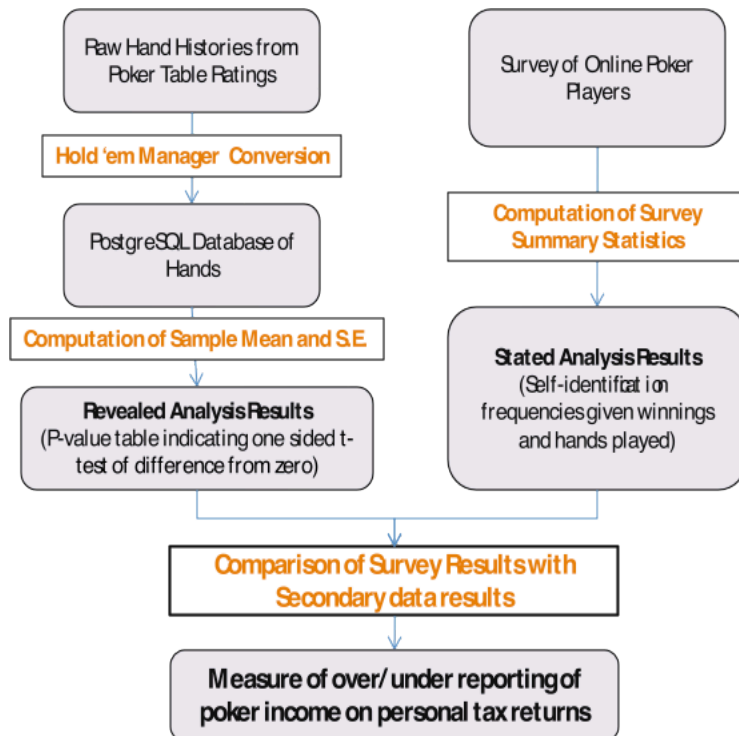 Raw Hand Histories from
Poker Table Ratings
Hold 'em Manager Conversion
PostgreSQL Database of
Hands
Computation of Sample Mean and S.E.
Revealed Analysis Results
(P-value table indicating one sided t-
test of difference from zero)
Survey of Online Poker
Players
Computation of Survey
Summary Statistics
Stated Analysis Results
(Self-identification
frequencies given winnings
and hands played)
Comparison of Survey Results with
Secondary data results
Measure of over/under reporting of
poker income on personal tax returns